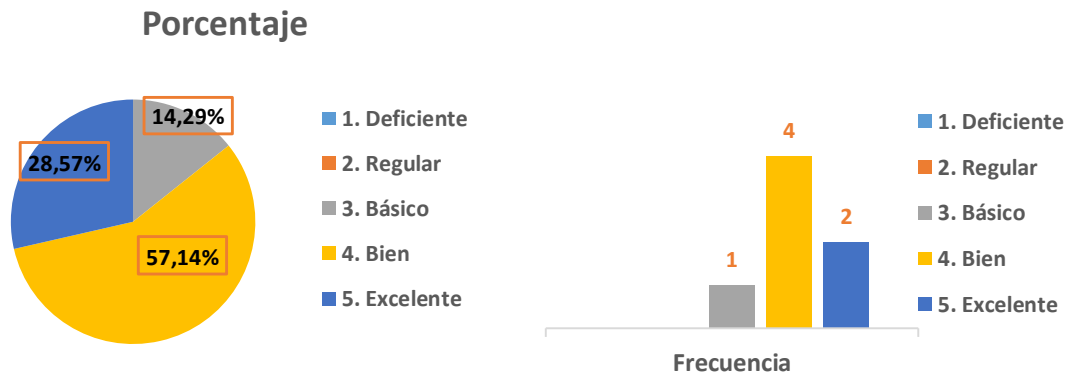 Porcentaje
14,29%
28,57%
57,14%
1. Deficiente
2. Regular
3. Básico
4. Bien
5. Excelente
1
4
2
Frecuencia
1. Deficiente
2. Regular
3. Básico
4. Bien
5. Excelente